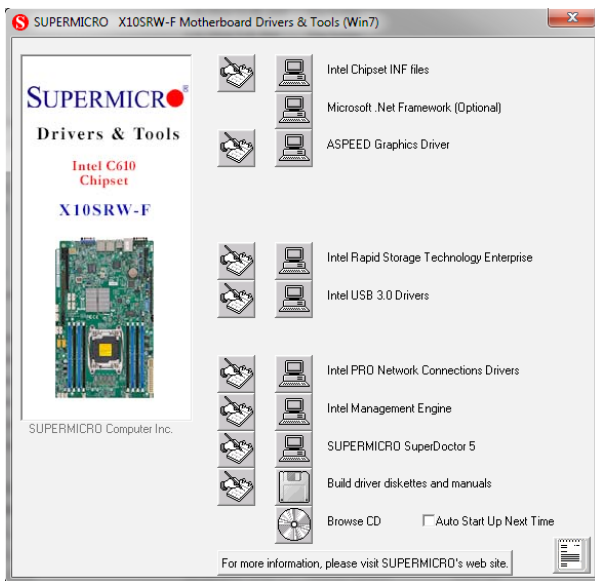 SUPERMICRO X10SRW-F Motherboard Drivers & Tools (Win7)
SUPERMICRO®
Drivers & Tools
Intel C610
Chipset
X10SRW-F
SUPERMICRO Computer Inc.
Intel Chipset INF files
Microsoft .Net Framework (Optional)
ASPEED Graphics Driver
Intel Rapid Storage Technology Enterprise
Intel USB 3.0 Drivers
Intel PRO Network Connections Drivers
Intel Management Engine
SUPERMICRO SuperDoctor 5
Build driver diskettes and manuals
Browse CD
Auto Start Up Next Time
For more information, please visit SUPERMICRO's web site.